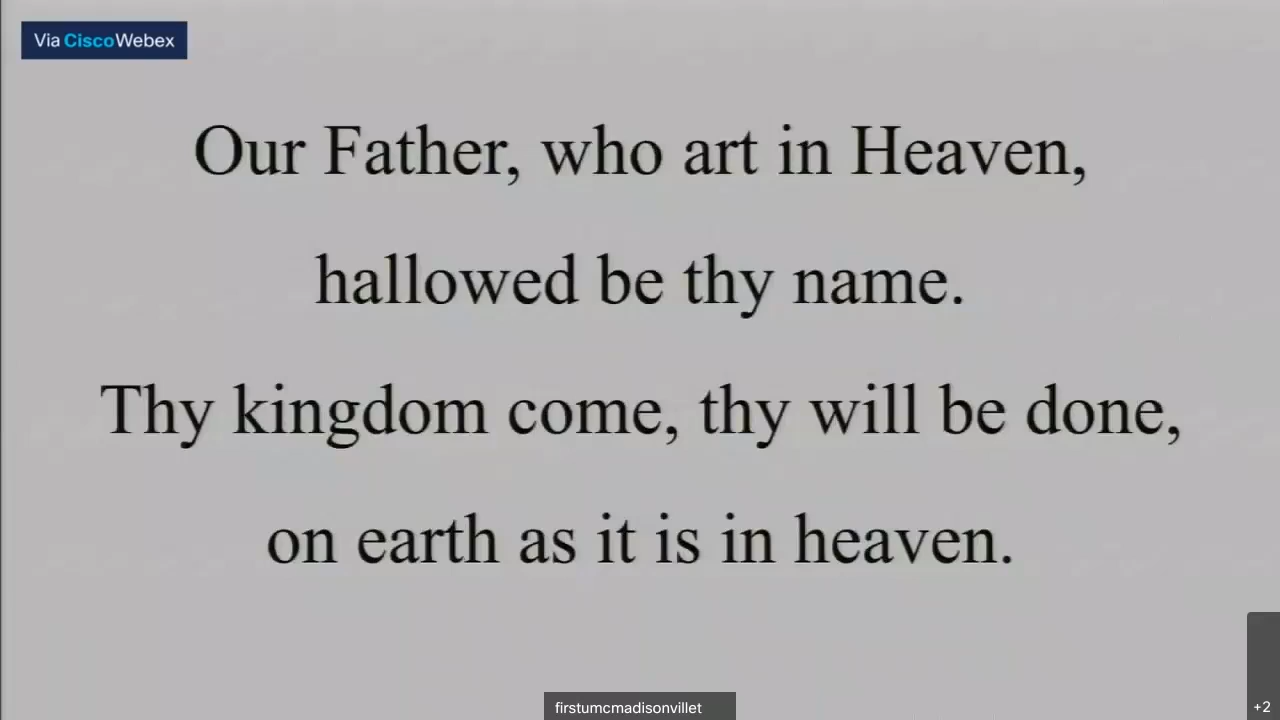 Via CiscoWebex
Our Father, who art in Heaven,
hallowed be thy name.
Thy kingdom come, thy will be done,
on earth as it is in heaven.
firstumcmadisonvillet
+2